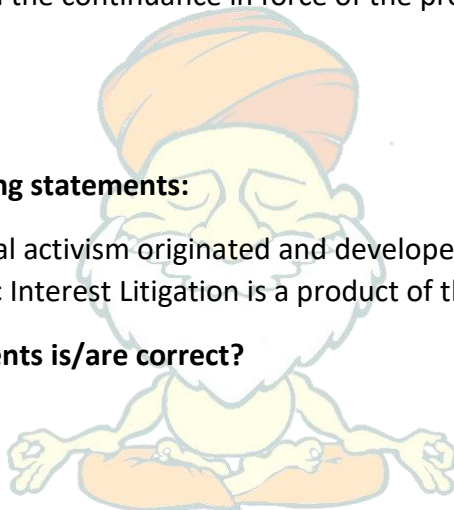 the continuance in force of the pro
ng statements:
al activism originated and develope
c Interest Litigation is a product of th
ents is/are correct?